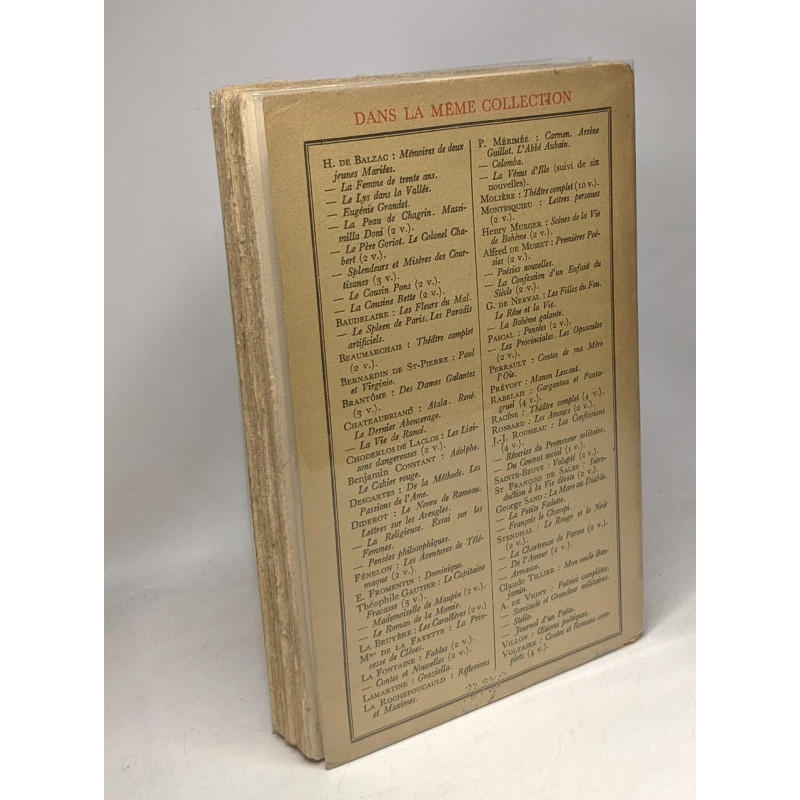 DANS LA MÊME COLLECTION
H. DE BALZAC : Mémoires de deux
jeunes Mariées.
— La Femme de trente ans.
— Le Lys dans la Vallée.
— Eugénie Grandet.
— La Peau de Chagrin. Massi-
milla Doni (2 v.).
— Le Père Goriot. Le Colonel Cha-
bert (2 v.).
— Splendeurs et Misères des Cour-
tisanes (3 v.).
— Le Cousin Pons (2 v.).
— La Cousine Bette (2 v.).
BAUDELAIRE : Les Fleurs du Mal.
— Le Spleen de Paris. Les Paradis
artificiels.
BEAUMARCHAIS : Théâtre complet
(2 v.).
BERNARDIN DE ST-PIERRE : Paul
et Virginie.
BRANTÔME : Des Dames Galantes
(3 v.).
CHATEAUBRIAND : Atala. René.
Le Dernier Abencerage.
— La Vie de Rancé.
CHODERLOS DE LACLOS : Les Liai-
sons dangereuses (2 v.).
Benjamin CONSTANT : Adolphe.
Le Cahier rouge.
DESCARTES : De la Méthode. Les
Passions de l'Ame.
DIDEROT : Le Neveu de Rameau.
Lettres sur les Aveugles.
— La Religieuse. Essai sur les
Femmes.
— Pensées philosophiques.
FÉNELON : Les Aventures de Télé-
maque (2 v.).
E. FROMENTIN : Dominique.
Théophile GAUTIER : Le Capitaine
Fracasse (3 v.).
— Mademoiselle de Maupin (2 v.).
— Le Roman de la Momie.
LA BRUYÈRE : Les Caractères (2 v.)
Mme DE LA FAYETTE : La Prin-
cesse de Clèves.
LA FONTAINE : Fables (2 v.).
— Contes et Nouvelles (2 v.).
LAMARTINE : Graziella.
LA ROCHEFOUCAULD : Réflexions
et Maximes.
P. MÉRIMÉE : Carmen. Arsène
Guillot. L'Abbé Aubain.
— Colomba.
— La Vénus d'Ille (suivi de six
nouvelles).
MOLIÈRE : Théâtre complet (10 v.).
MONTESQUIEU : Lettres persanes
(2 v.).
Henry MURGER : Scènes de la Vie
de Bohème (2 v.).
Alfred DE MUSSET : Premières Poé-
sies (2 v.).
— Poésies nouvelles.
— La Confession d'un Enfant du
Siècle (2 v.).
G. DE NERVAL : Les Filles du Feu.
Le Rêve et la Vie.
— La Bohème galante.
PASCAL : Pensées (2 v.).
— Les Provinciales. Les Opuscules
(2 v.).
PERRAULT : Contes de ma Mère
l'Oie.
PRÉVOST : Manon Lescaut.
RABELAIS : Gargantua et Panta-
gruel (4 v.).
RACINE : Théâtre complet (4 v.).
RONSARD : Les Amours (2 v.).
J.-J. ROUSSEAU : Les Confessions
(4 v.).
— Rêveries du Promeneur solitaire.
— Du Contrat social (1 v.).
SAINTE-BEUVE : Volupté (2 v.).
ST FRANÇOIS DE SALES : Intro-
duction à la Vie dévote (2 v.).
George SAND : La Mare au Diable.
— La Petite Fadette.
— François le Champi.
STENDHAL : Le Rouge et le Noir
(2 v.).
— La Chartreuse de Parme (2 v.).
— De l'Amour (2 v.).
— Armance.
Claude TILLIER : Mon oncle Ben-
jamin.
A. DE VIGNY : Poésies complètes.
— Servitude et Grandeur militaires.
— Stello.
— Journal d'un Poète.
VILLON : Œuvres poétiques.
VOLTAIRE : Contes et Romans com-
plets (4 v.).